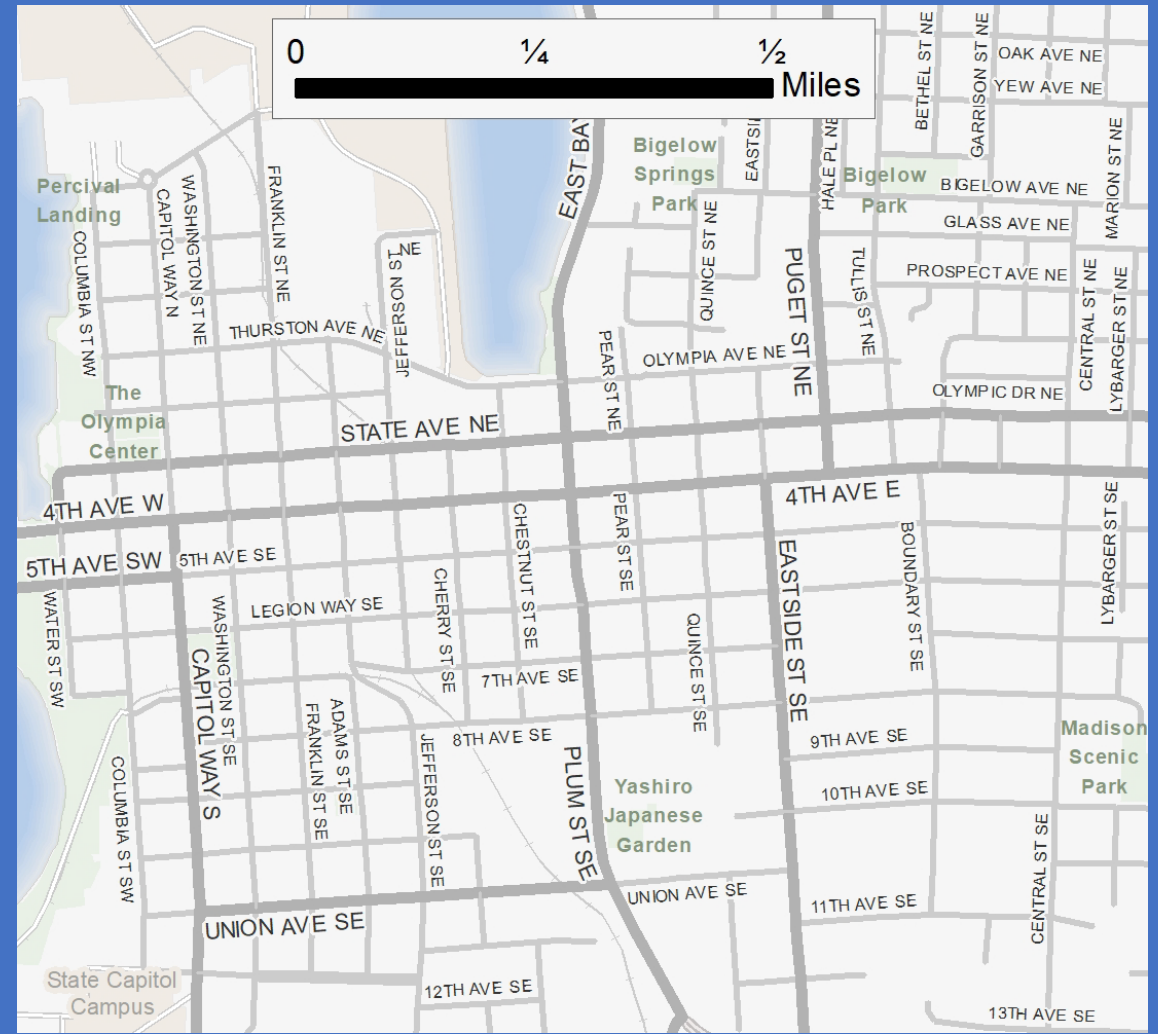 0 ¼ ½
Miles
BETHEL ST NE
GARRISON ST NE
OAK AVE NE
YEW AVE NE
EAST BAY
Bigelow
Springs
Park
EASTSI
HALE PL NE
Bigelow
Park
BIGELOW AVE NE
MARION ST NE
GLASS AVE NE
Percival
Landing
COLUMBIA ST NW
CAPITOL WAY N
WASHINGTON ST NE
FRANKLIN ST NE
JEFFERSON ST NE
THURSTON AVE NE
QUINCE ST NE
PUGET ST NE
TULLIS ST NE
PROSPECT AVE NE
CENTRAL ST NE
LYBARGER ST NE
PEAR ST NE
OLYMPIA AVE NE
OLYMPIC DR NE
The
Olympia
Center
STATE AVE NE
4TH AVE W
4TH AVE E
5TH AVE SW
5TH AVE SE
CHESTNUT ST SE
PEAR ST SE
EASTSIDE ST SE
BOUNDARY ST SE
LYBARGER ST SE
WATER ST SW
WASHINGTON ST SE
LEGION WAY SE
CHERRY ST SE
QUINCE ST SE
CAPITOL WAY S
7TH AVE SE
ADAMS ST SE
FRANKLIN ST SE
8TH AVE SE
JEFFERSON ST SE
PLUM ST SE
9TH AVE SE
Madison
Scenic
Park
COLUMBIA ST SW
Yashiro
Japanese
Garden
10TH AVE SE
CENTRAL ST SE
UNION AVE SE
UNION AVE SE
11TH AVE SE
State Capitol
Campus
12TH AVE SE
13TH AVE SE